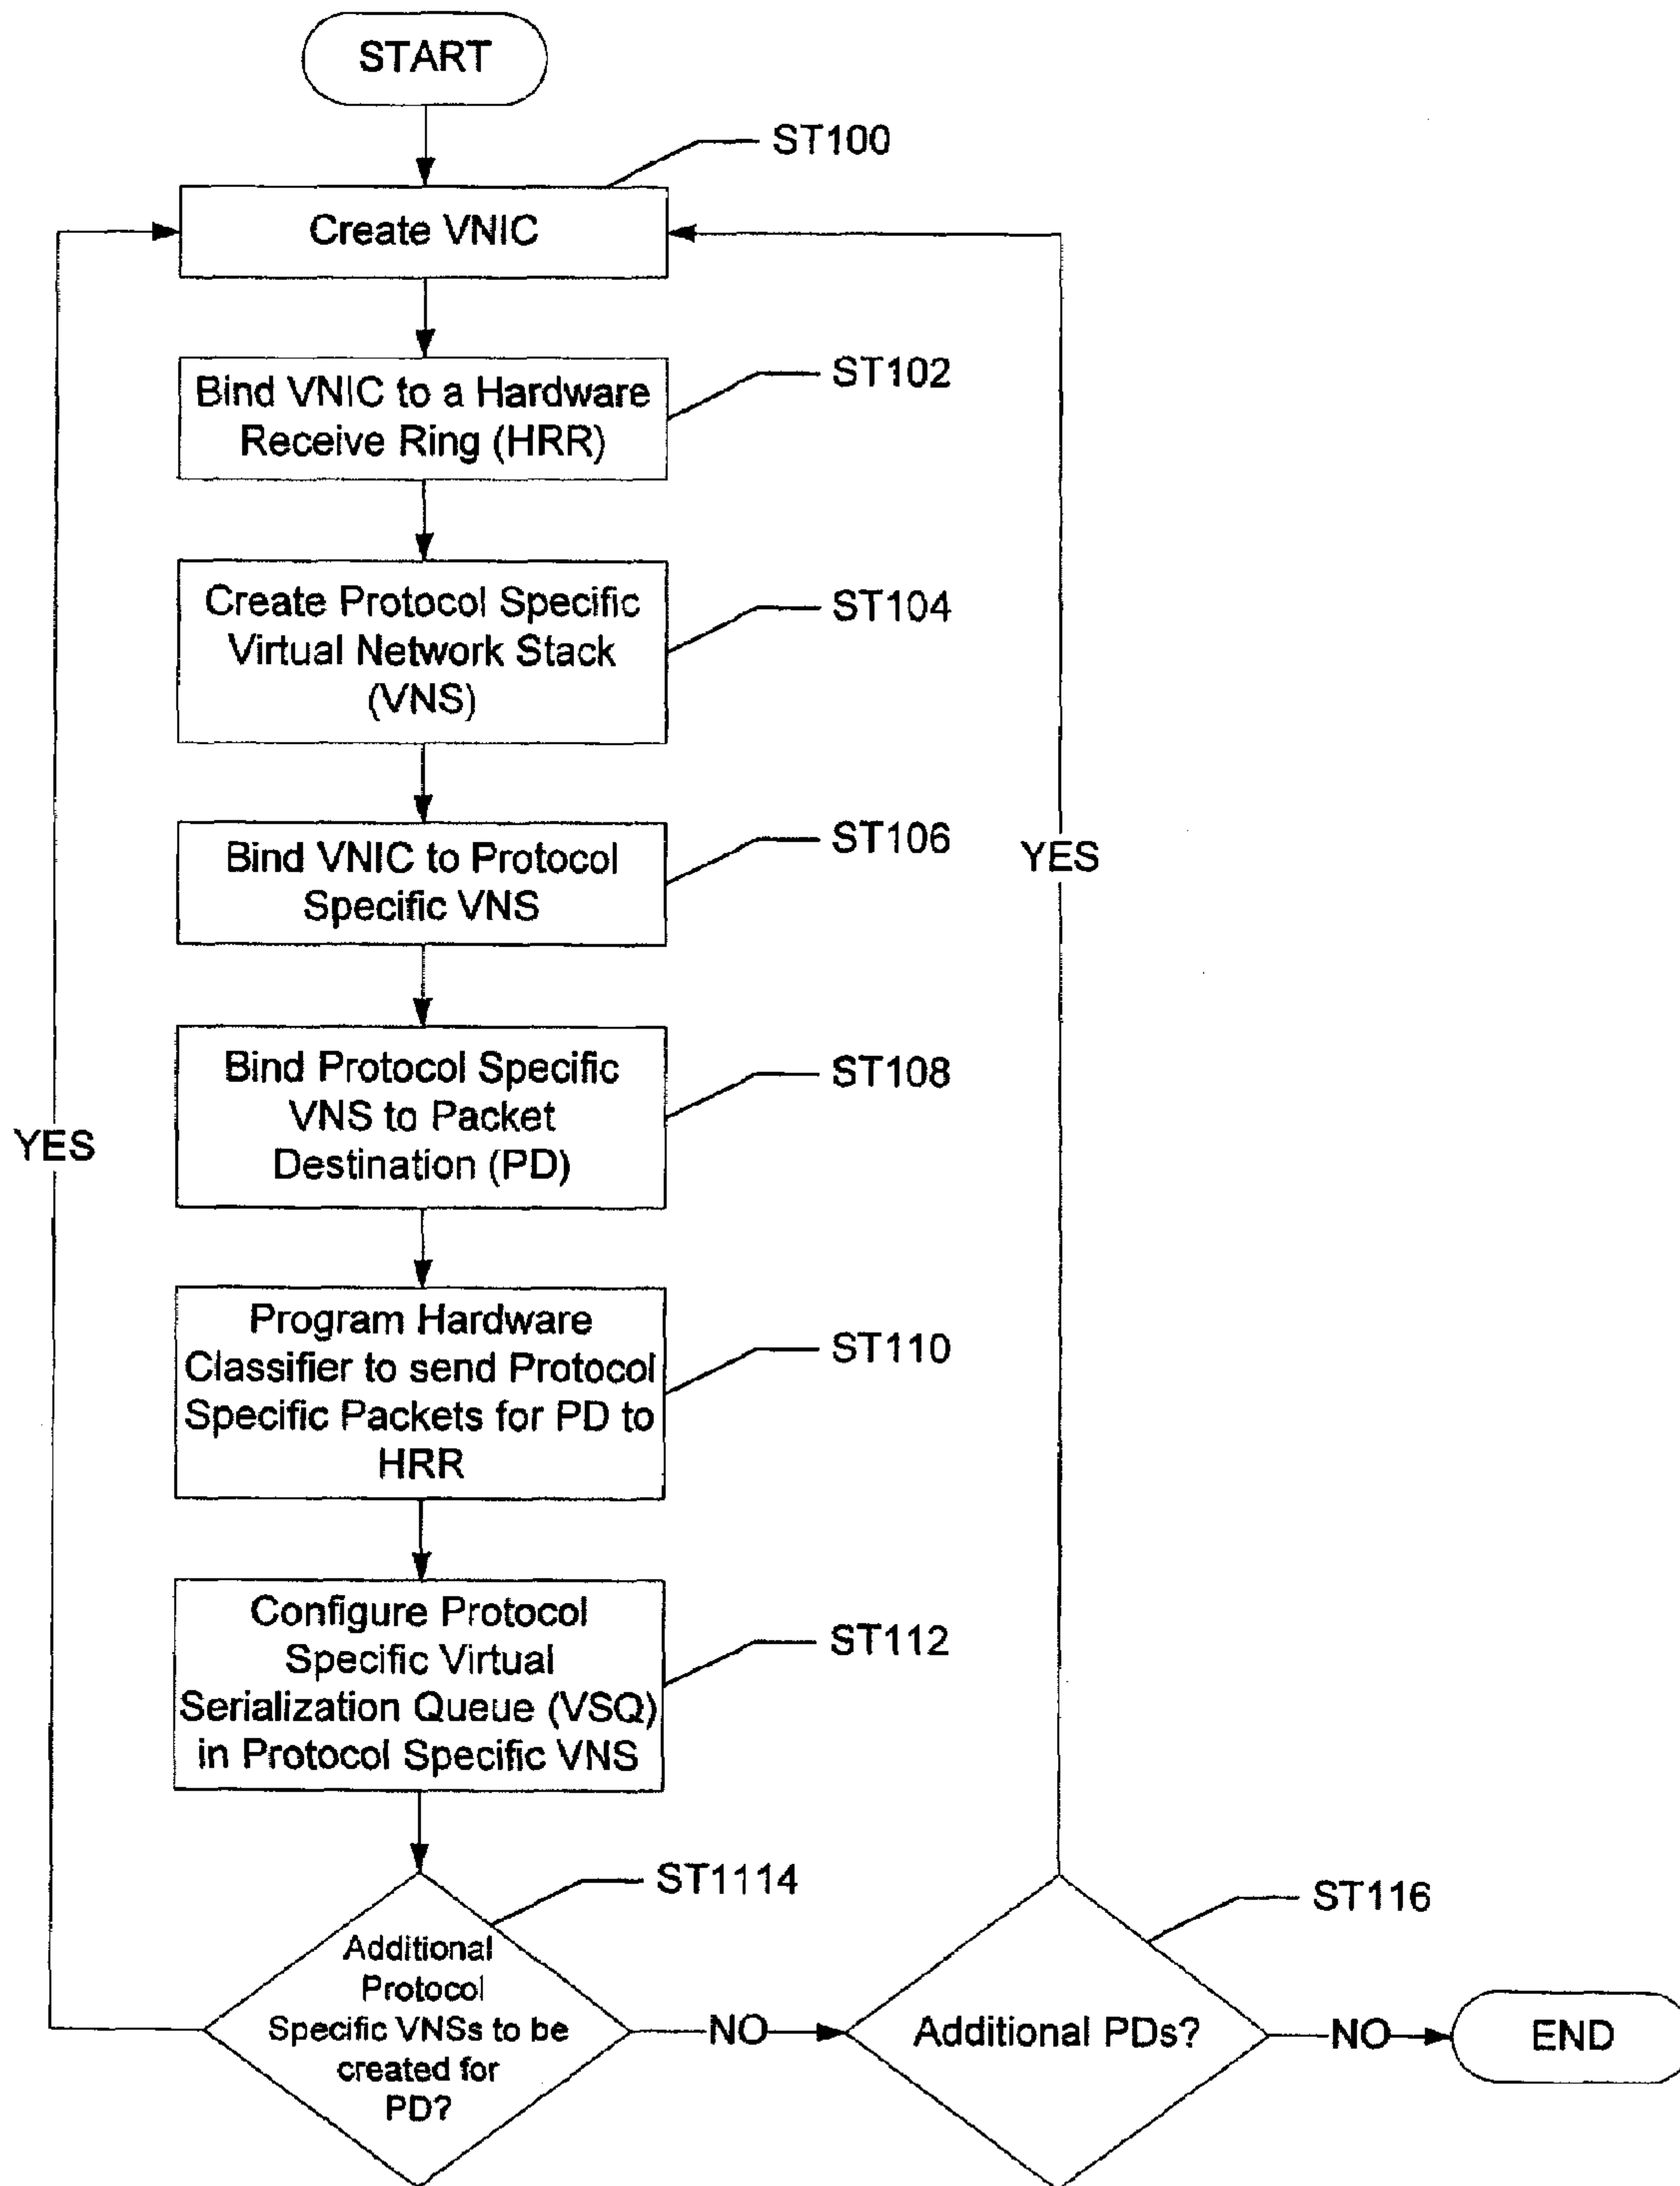 START
ST100
Create VNIC
ST102
Bind VNIC to a Hardware
Receive Ring (HRR)
ST104
Create Protocol Specific
Virtual Network Stack
(VNS)
ST106
Bind VNIC to Protocol
Specific VNS
YES
ST108
Bind Protocol Specific
VNS to Packet
Destination (PD)
YES
ST110
Program Hardware
Classifier to send Protocol
Specific Packets for PD to
HRR
ST112
Configure Protocol
Specific Virtual
Serialization Queue (VSQ)
in Protocol Specific VNS
ST1114
Additional
Protocol
Specific VNSs to be
created for
PD?
NO
ST116
Additional PDs?
NO
END